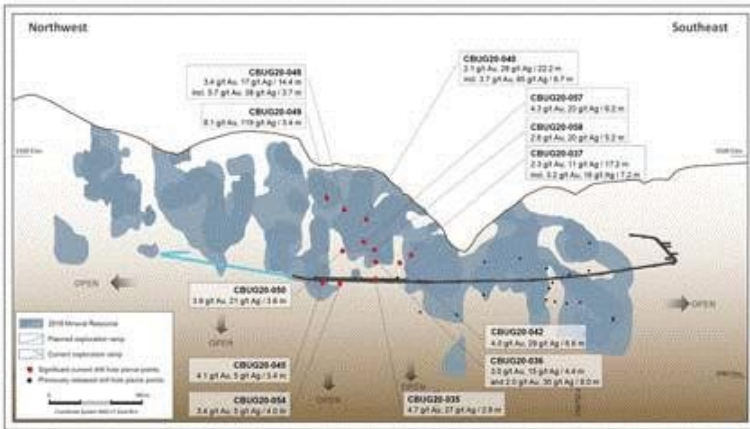 Northwest
Southeast
CBUG20-048
3.4 g/t Au, 17 g/t Ag / 14.4 m
incl. 5.7 g/t Au, 38 g/t Ag / 3.7 m
CBUG20-049
8.1 g/t Au, 119 g/t Ag / 3.4 m
CBUG20-040
2.1 g/t Au, 28 g/t Ag / 22.2 m
incl. 3.7 g/t Au, 65 g/t Ag / 6.7 m
CBUG20-057
4.3 g/t Au, 23 g/t Ag / 6.2 m
CBUG20-058
2.6 g/t Au, 20 g/t Ag / 5.2 m
CBUG20-037
2.3 g/t Au, 11 g/t Ag / 17.2 m
incl. 3.2 g/t Au, 16 g/t Ag / 7.2 m
OPEN
OPEN
CBUG20-050
3.8 g/t Au, 21 g/t Ag / 3.6 m
OPEN
CBUG20-045
4.1 g/t Au, 5 g/t Ag / 3.4 m
CBUG20-054
3.4 g/t Au, 5 g/t Ag / 4.0 m
OPEN
OPEN
CBUG20-042
4.0 g/t Au, 29 g/t Ag / 6.6 m
CBUG20-036
3.5 g/t Au, 15 g/t Ag / 4.4 m
and 2.0 g/t Au, 30 g/t Ag / 8.0 m
CBUG20-035
4.7 g/t Au, 27 g/t Ag / 2.9 m
Mineral Resource
Planned exploration ramp
Current exploration ramp
Significant current drill hole pierce points
Previously released drill hole pierce points
0